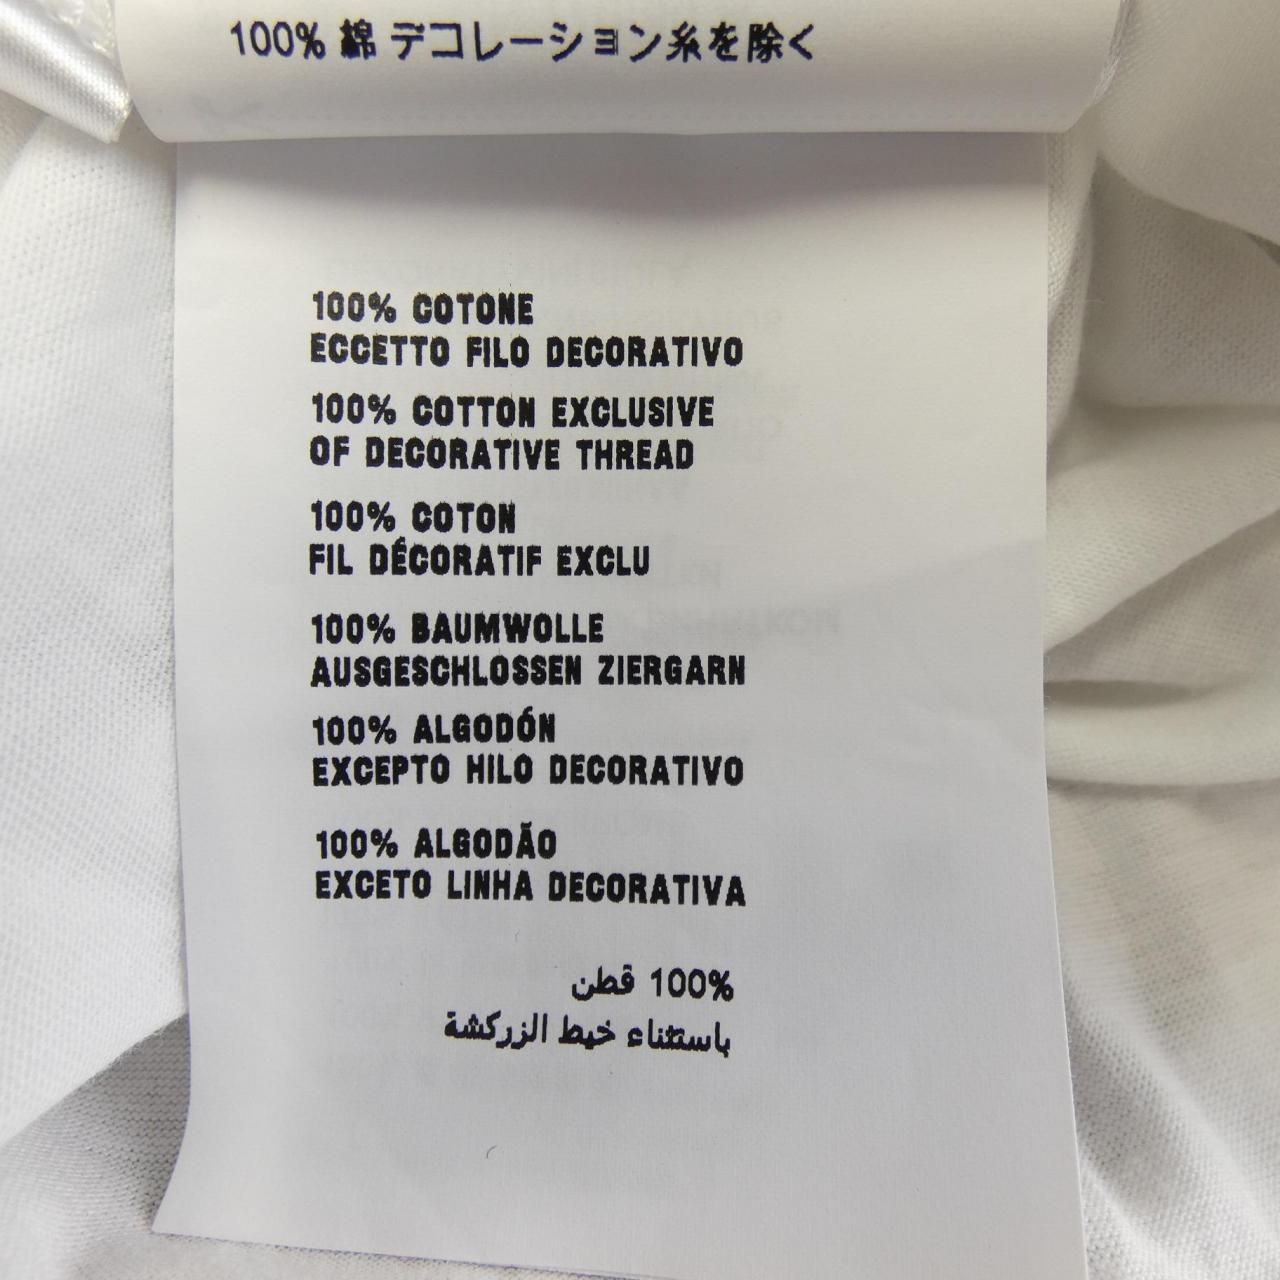 100% 綿 デコレーション糸を除く
100% COTONE
ECCETTO FILO DECORATIVO
100% COTTON EXCLUSIVE
OF DECORATIVE THREAD
100% COTON
FIL DÉCORATIF EXCLU
100% BAUMWOLLE
AUSGESCHLOSSEN ZIERGARN
100% ALGODÓN
EXCEPTO HILO DECORATIVO
100% ALGODÃO
EXCETO LINHA DECORATIVA
100% قطن
باستثناء خيط الزركشة